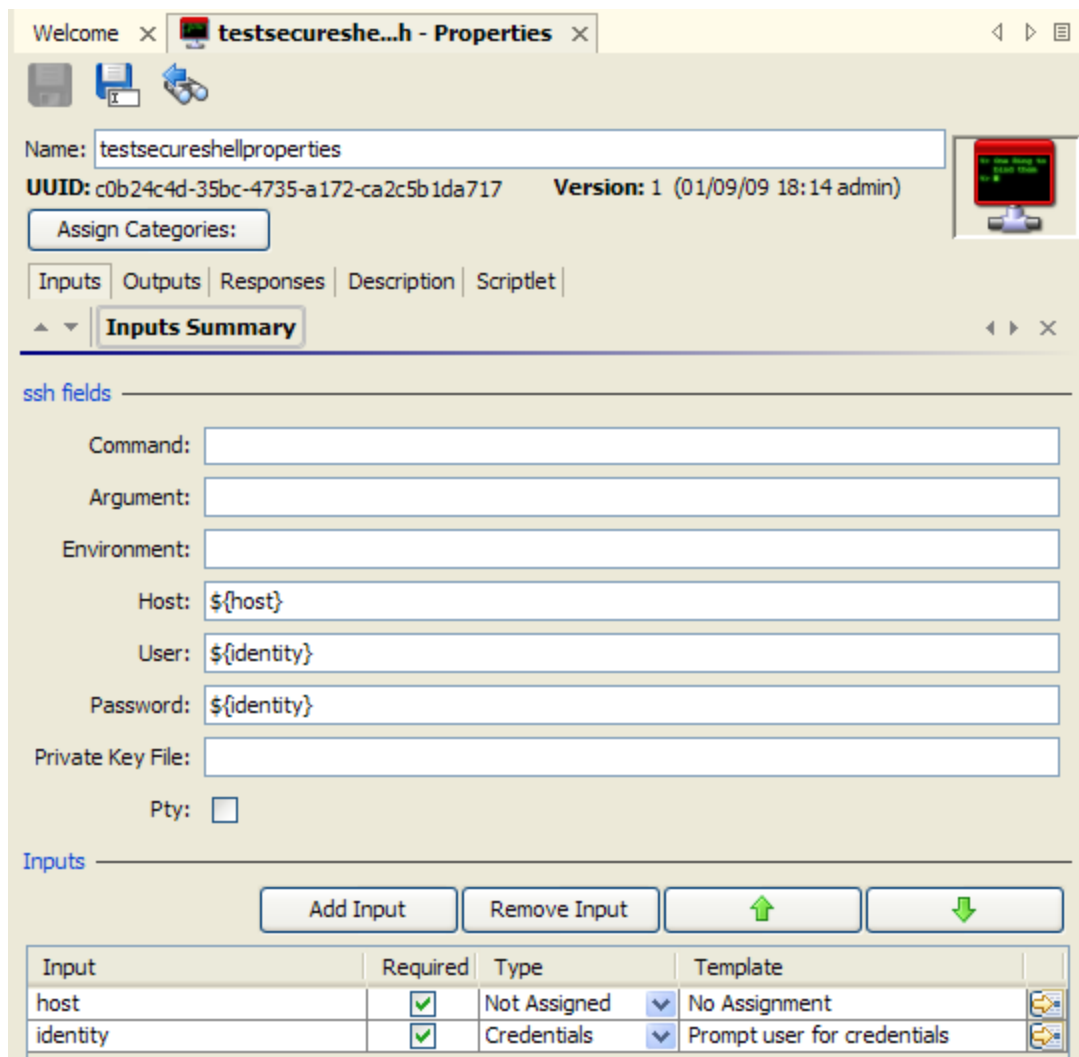 Welcome
testsecureshe...h - Properties
Name: testsecureshellproperties
UUID: c0b24c4d-35bc-4735-a172-ca2c5b1da717 Version: 1 (01/09/09 18:14 admin)
Assign Categories:
Inputs Outputs Responses Description Scriptlet
Inputs Summary
ssh fields
Command:
Argument:
Environment:
Host: ${host}
User: ${identity}
Password: ${identity}
Private Key File:
Pty:
Inputs
Add Input Remove Input
Input Required Type Template
host Not Assigned No Assignment
identity Credentials Prompt user for credentials